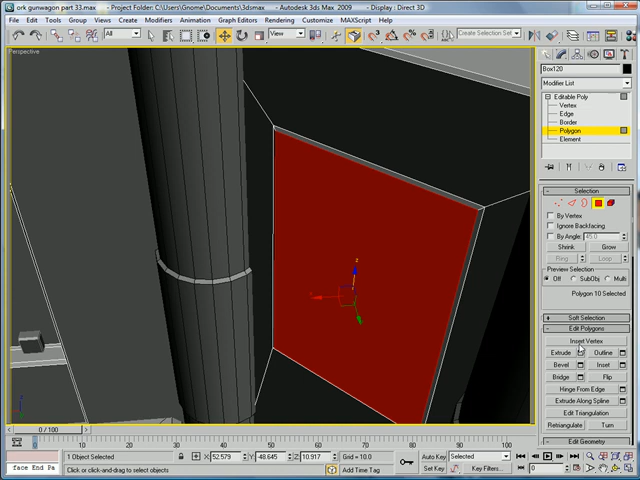 ork gunwagon part 33.max - Project Folder: C:\Users\Gnome\Documents\3dsmax - Autodesk 3ds Max 2009 - Display : Direct 3D
File Edit Tools Group Views Create Modifiers Animation Graph Editors Rendering Customize MAXScript Help
All View Create Selection Set
Perspective
Box120
Modifier List
Editable Poly
Vertex
Edge
Border
Polygon
Element
Selection
By Vertex
Ignore Backfacing
By Angle: 45.0
Shrink Grow
Ring Loop
Preview Selection
Off SubObj Multi
Polygon 10 Selected
Soft Selection
Edit Polygons
Insert Vertex
Extrude Outline
Bevel Inset
Bridge Flip
Hinge From Edge
Extrude Along Spline
Edit Triangulation
Retriangulate Turn
Edit Geometry
0 / 100
0 10 20 30 40 50 60 70 80 90 100
1 Object Selected X: 52.579 Y: -48.645 Z: 10.917 Grid = 10.0 Auto Key Selected
face End Pa Click or click-and-drag to select objects Add Time Tag Set Key Key Filters... 0